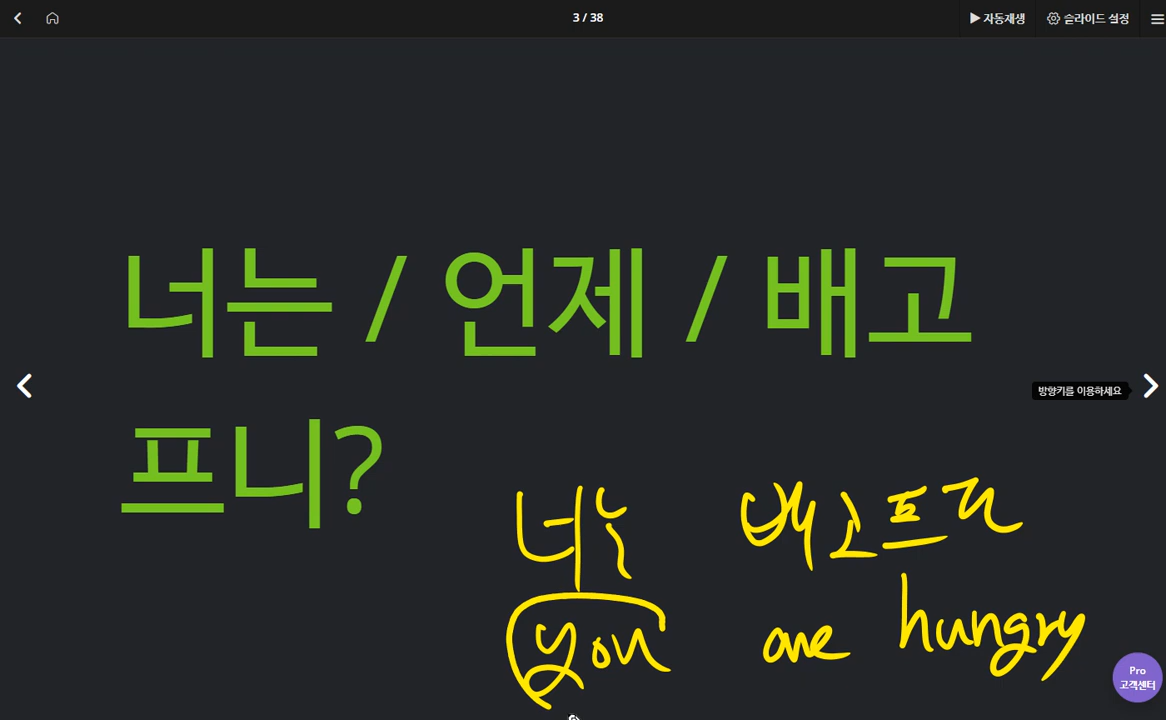 3 / 38
▶ 자동재생
슬라이드 설정
너는 / 언제 / 배고
프니?
방향키를 이용하세요
너는 배고프다
you are hungry
Pro
고객센터